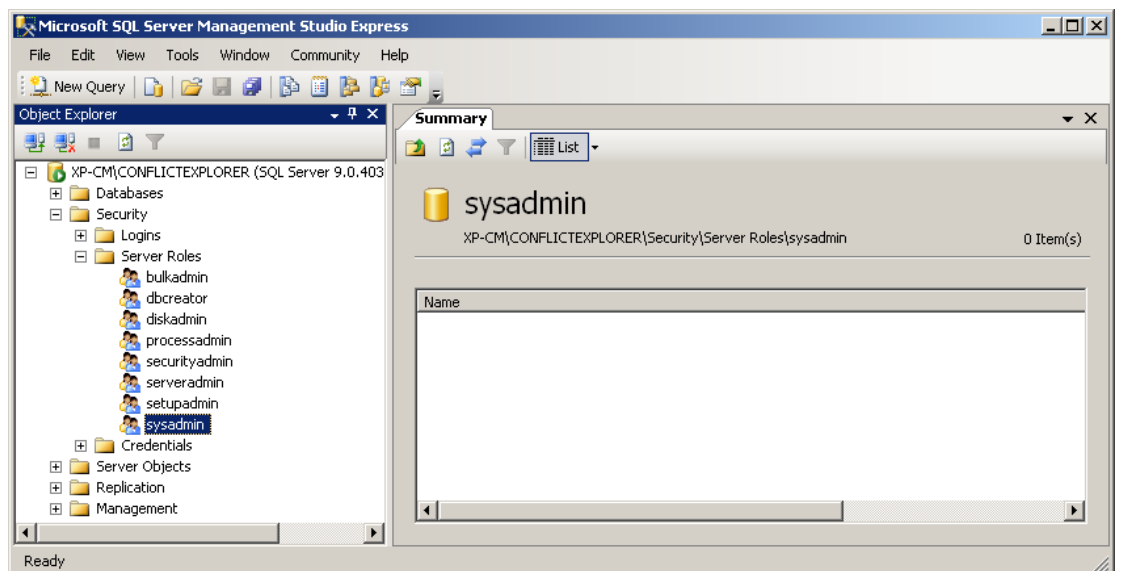 Microsoft SQL Server Management Studio Express
File Edit View Tools Window Community Help
New Query
Object Explorer
Summary
List
XP-CM\CONFLICTEXPLORER (SQL Server 9.0.403
Databases
Security
Logins
Server Roles
bulkadmin
dbcreator
diskadmin
processadmin
securityadmin
serveradmin
setupadmin
sysadmin
Credentials
Server Objects
Replication
Management
sysadmin
XP-CM\CONFLICTEXPLORER\Security\Server Roles\sysadmin
0 Item(s)
Name
Ready